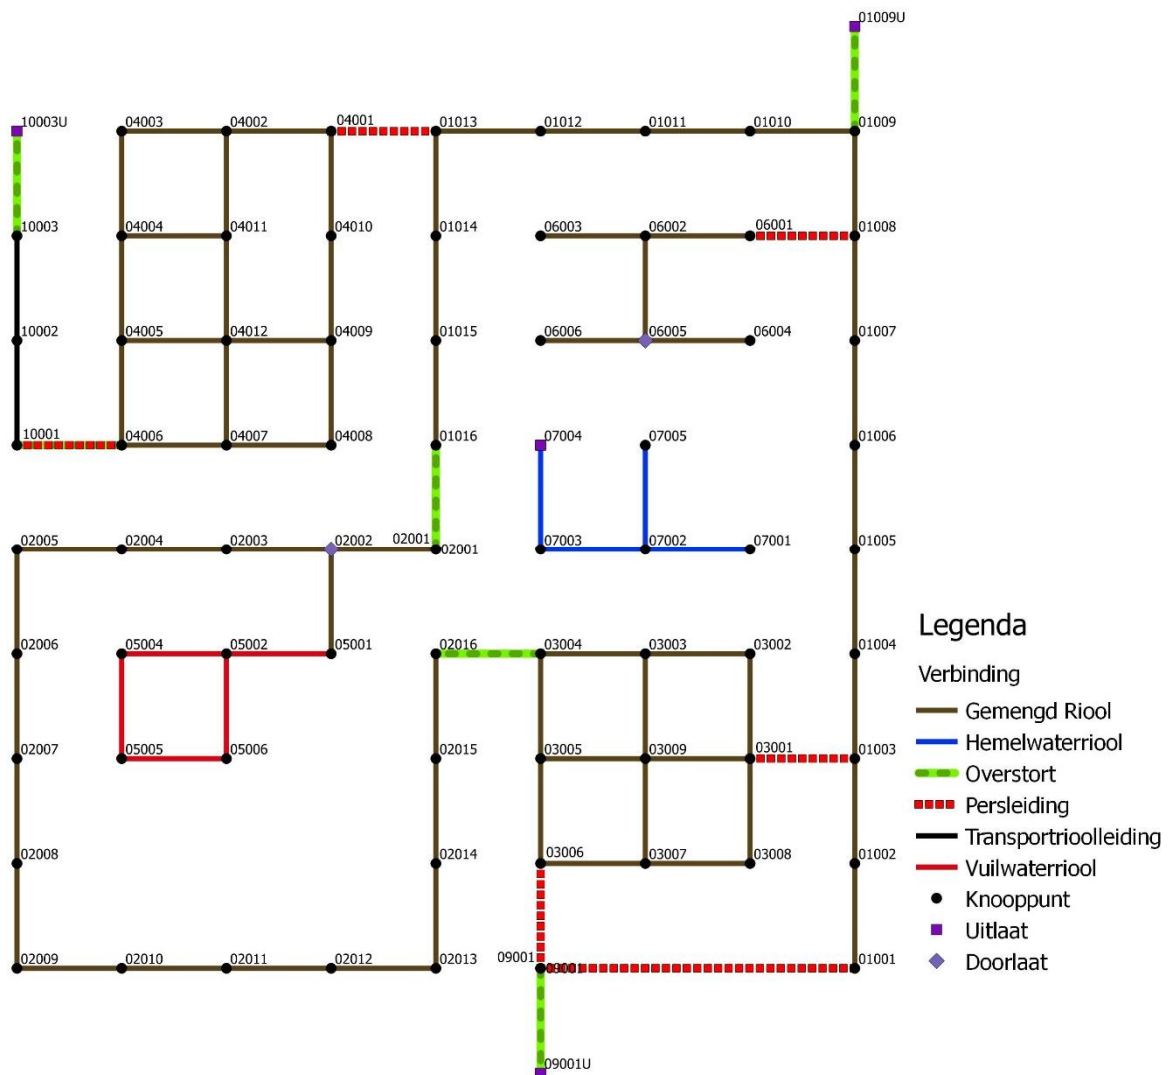 01009U
10003U 04003 04002 04001 01013 01012 01011 01010 01009
10003 04004 04011 04010 01014 06003 06002 06001 01008
10002 04005 04012 04009 01015 06006 06005 06004 01007
10001 04006 04007 04008 01016 07004 07005 01006
02005 02004 02003 02002 02001 02001 07003 07002 07001 01005
02006 05004 05002 05001 02016 03004 03003 03002 01004
02007 05005 05006 02015 03005 03009 03001 01003
02008 02014 03006 03007 03008 01002
02009 02010 02011 02012 02013 09001 09001 01001
09001U
Legenda
Verbinding
Gemengd Riool
Hemelwaterriool
Overstort
Persleiding
Transportrioolleiding
Vuilwaterriool
Knooppunt
Uitlaat
Doorlaat